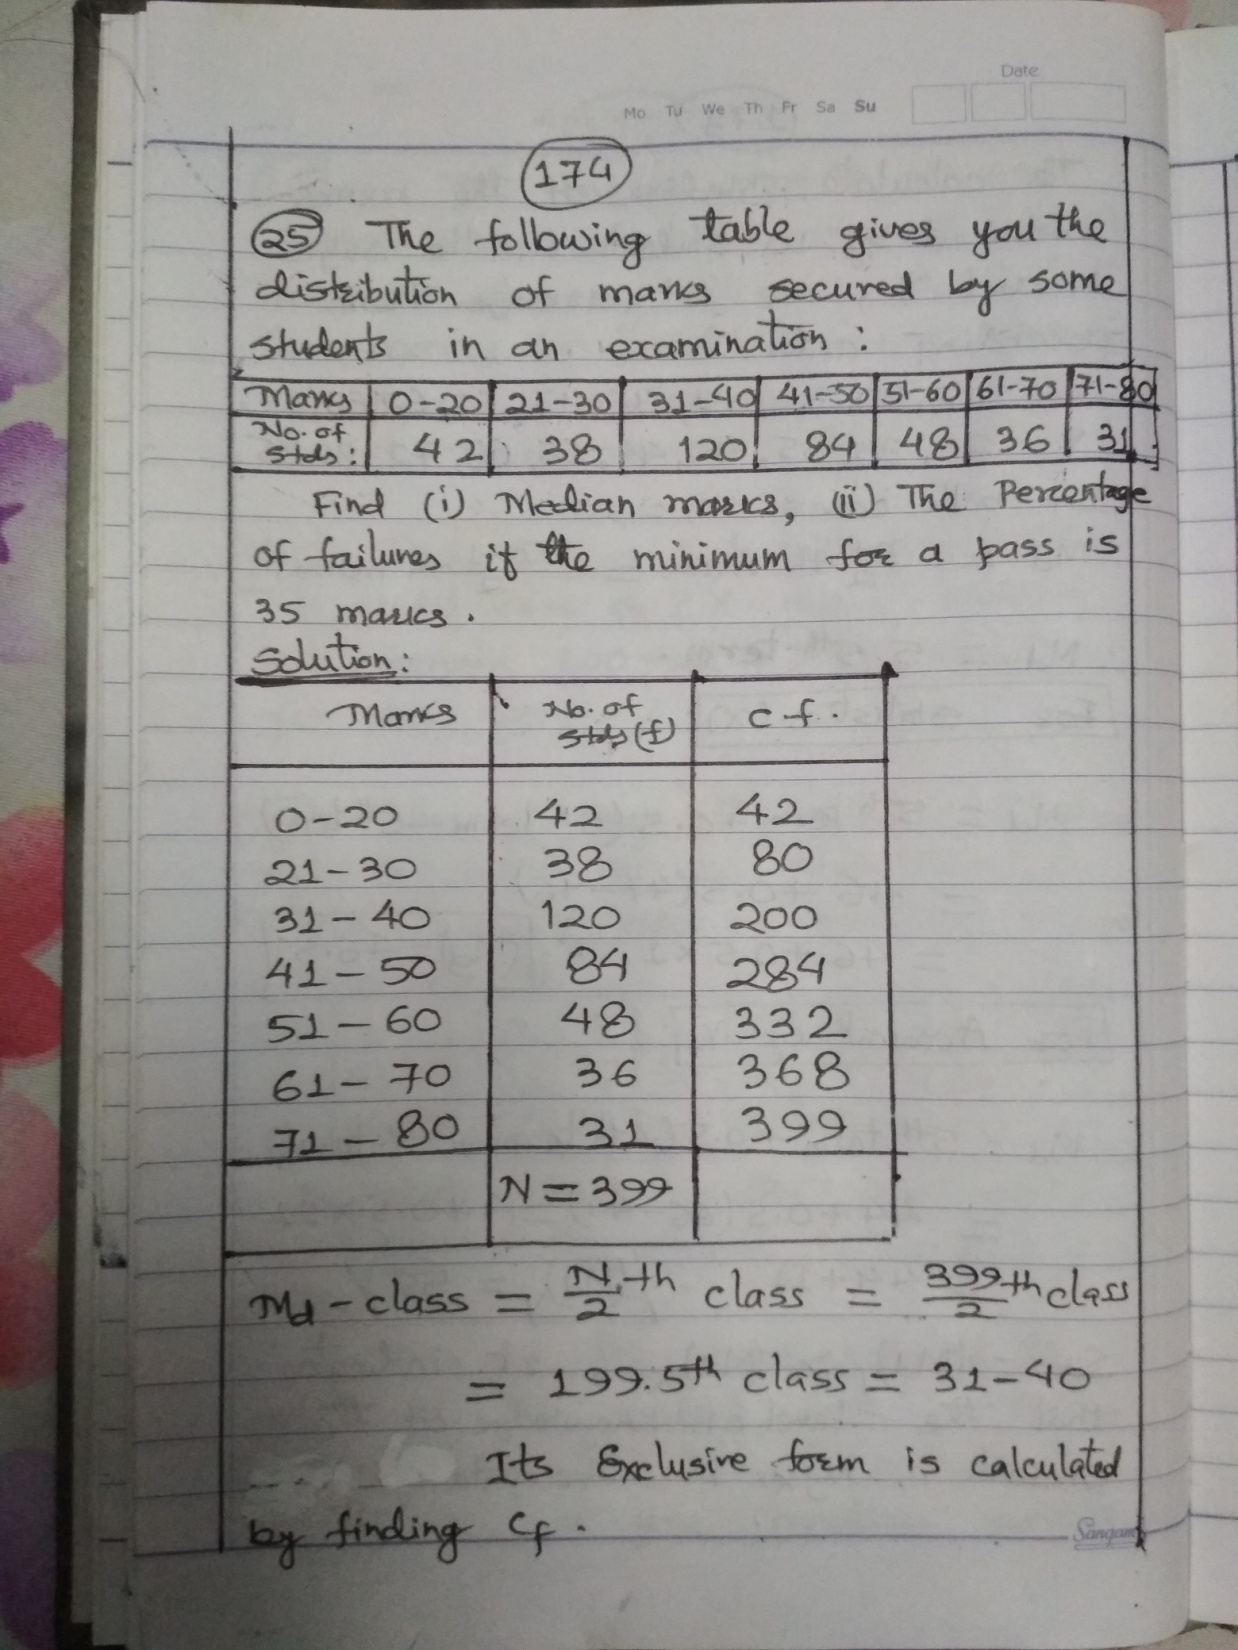 Date
Mo Tu We Th Fr Sa Su
174
25 The following table gives you the
distribution of marks secured by some
students in an examination :
Marks 0-20 21-30 31-40 41-50 51-60 61-70 71-80
No. of Stds : 42 38 120 84 48 36 31
Find (i) Median marks, (ii) The Percentage
of failures if the minimum for a pass is
35 marks.
Solution :
Marks No. of Stds (f) c f.
0-20 42 42
21-30 38 80
31-40 120 200
41-50 84 284
51-60 48 332
61-70 36 368
71-80 31 399
N = 399
Md-class = N/2 th class = 399/2 th class
= 199.5th class = 31-40
Its Exclusive form is calculated
by finding Cf.
Sangam